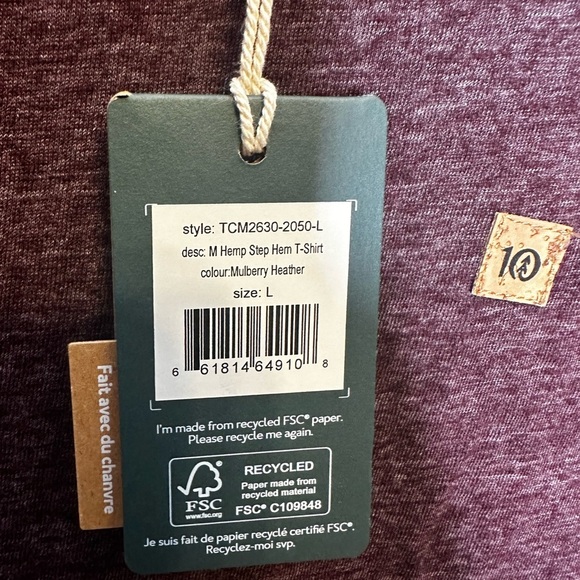 style: TCM2630-2050-L
desc: M Hemp Step Hem T-Shirt
colour:Mulberry Heather
size: L
6 61814 64910 8
I'm made from recycled FSC® paper.
Please recycle me again.
FSC
www.fsc.org
RECYCLED
Paper made from
recycled material
FSC® C109848
Je suis fait de papier recyclé certifié FSC®.
Recyclez-moi svp.
Fait avec du chanvre
10